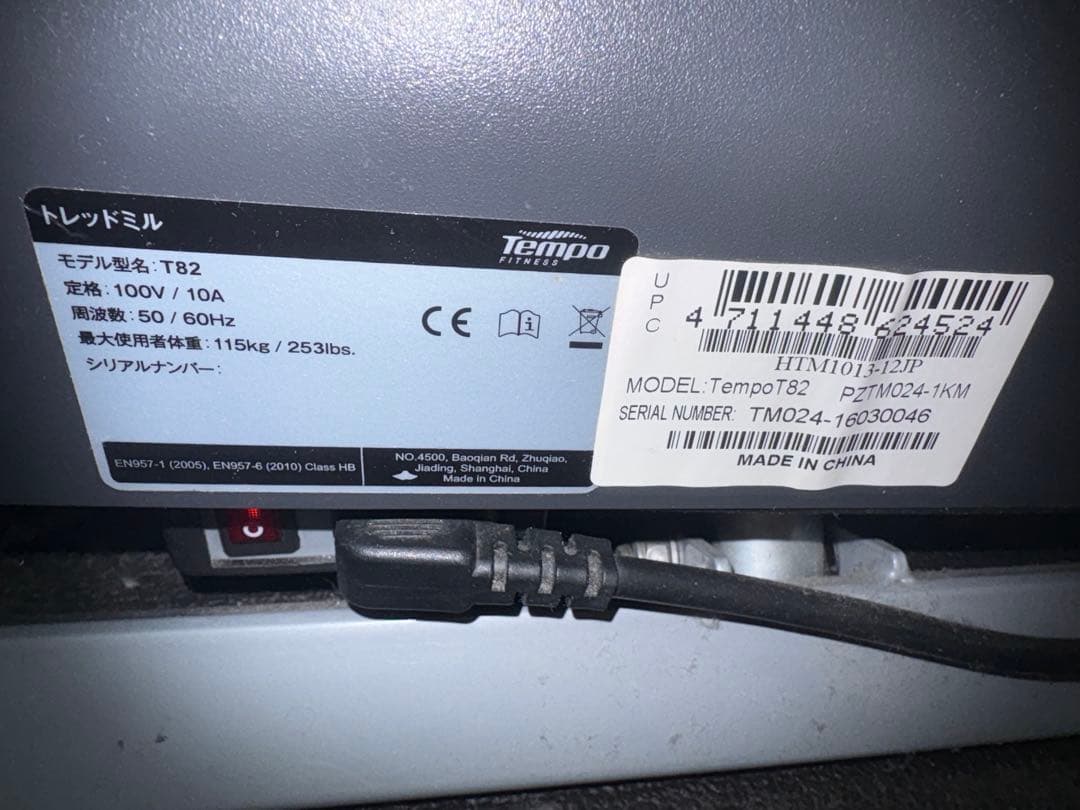 トレッドミル
Tempo
FITNESS
モデル型名: T82
定格: 100V / 10A
周波数: 50 / 60Hz
最大使用者体重: 115kg / 253lbs.
シリアルナンバー:
CE
EN957-1 (2005), EN957-6 (2010) Class HB
NO.4500, Baoqian Rd, Zhuqiao,
Jiading, Shanghai, China
Made in China
UPC
4 711448 624524
HTM1013-12JP
MODEL: TempoT82 PZTM024-1KM
SERIAL NUMBER: TM024-16030046
MADE IN CHINA